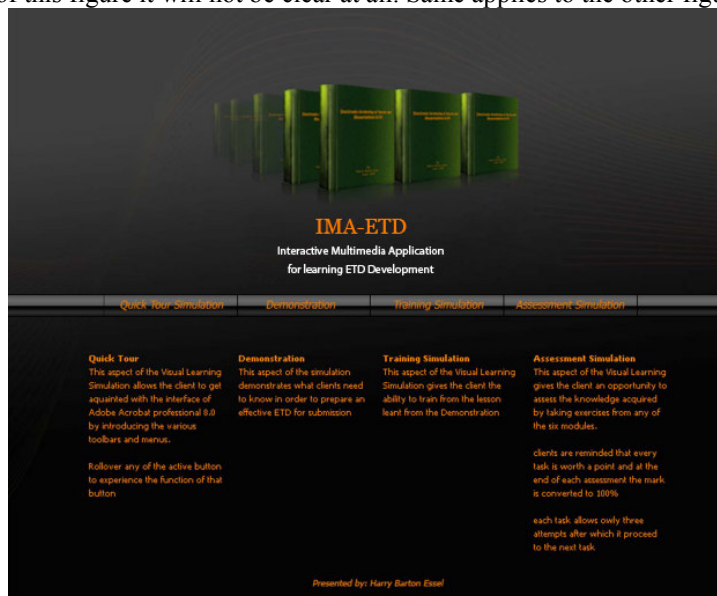 of this figure it will not be clear at all. Same applies to the other fig
IMA-ETD
Interactive Multimedia Application
for learning ETD Development
Quick Tour Simulation
Demonstration
Training Simulation
Assessment Simulation
Quick Tour
This aspect of the Visual Learning
Simulation allows the client to get
aquainted with the interface of
Adobe Acrobat professional 8.0
by introducing the various
toolbars and menus.
Rollover any of the active button
to experience the function of that
button
Demonstration
This aspect of the simulation
demonstrates what clients need
to know in order to prepare an
effective ETD for submission
Training Simulation
This aspect of the Visual Learning
Simulation gives the client the
ability to train from the lesson
leant from the Demonstration
Assessment Simulation
This aspect of the Visual Learning
gives the client an opportunity to
assess the knowledge acquired
by taking exercises from any of
the six modules.
clients are reminded that every
task is worth a point and at the
end of each assessment the mark
is converted to 100%
each task allows owly three
attempts after which it proceed
to the next task
Presented by: Harry Barton Essel